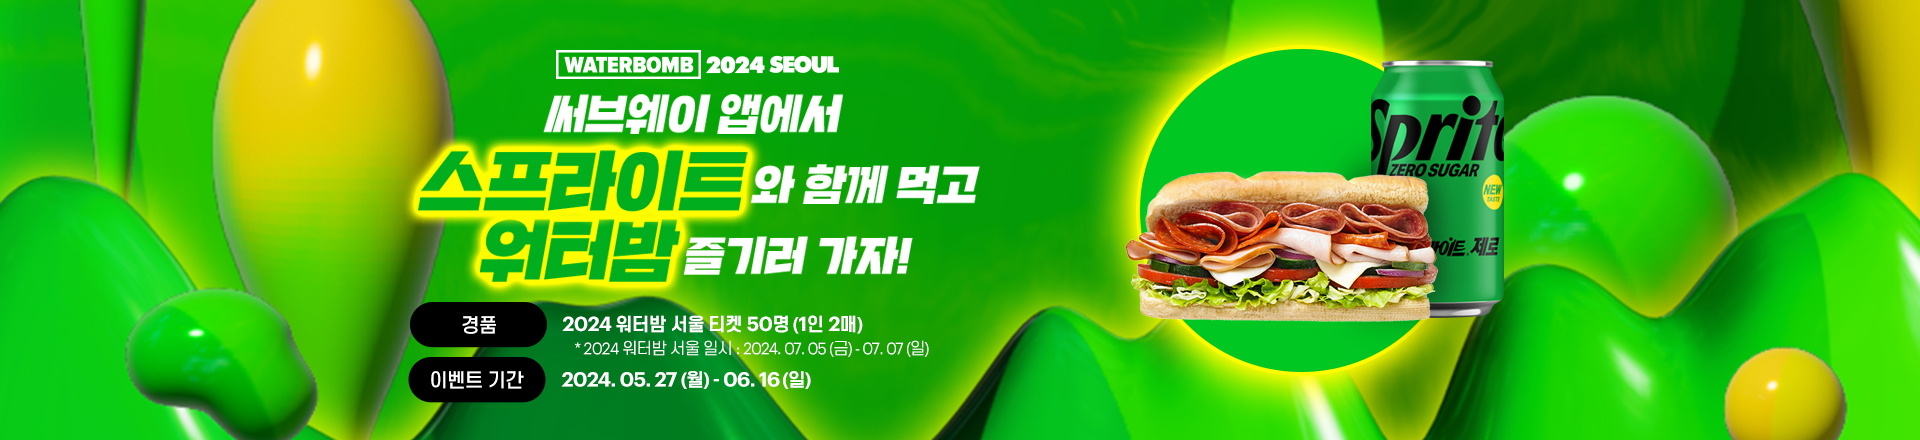 WATERBOMB 2024 SEOUL
써브웨이 앱에서
스프라이트와 함께 먹고
워터밤 즐기러 가자!
경품 2024 워터밤 서울 티켓 50명 (1인 2매)
* 2024 워터밤 서울 일시 : 2024. 07. 05 (금) - 07. 07 (일)
이벤트 기간 2024. 05. 27 (월) - 06. 16 (일)
Sprite
ZERO SUGAR
NEW
TASTE
라이트 제로